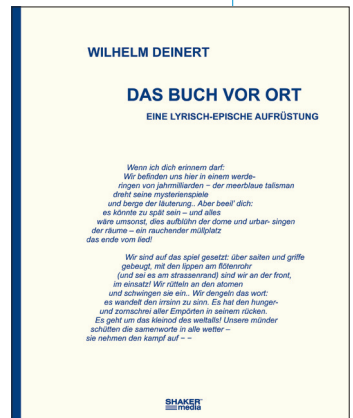 WILHELM DEINERT
DAS BUCH VOR ORT
EINE LYRISCH-EPISCHE AUFRÜSTUNG
Wenn ich dich erinnern darf:
Wir befinden uns hier in einem werde-
ringen von jahrmilliarden – der meerblaue talisman
dreht seine mysterienspiele
und berge der läuterung.. Aber beeil' dich:
es könnte zu spät sein – und alles
wäre umsonst, dies aufblühn der dome und urbar- singen
der räume – ein rauchender müllplatz
das ende vom lied!
Wir sind auf das spiel gesetzt: über saiten und griffe
gebeugt, mit den lippen am flötenrohr
(und sei es am strassenrand) sind wir an der front,
im einsatz! Wir rütteln an den atomen
und schwingen sie ein.. Wir dengeln das wort:
es wandelt den irrsinn zu sinn. Es hat den hunger-
und zornschrei aller Empörten in seinem rücken.
Es geht um das kleinod des weltalls! Unsere münder
schütten die samenworte in alle wetter –
sie nehmen den kampf auf – –
SHAKER
media